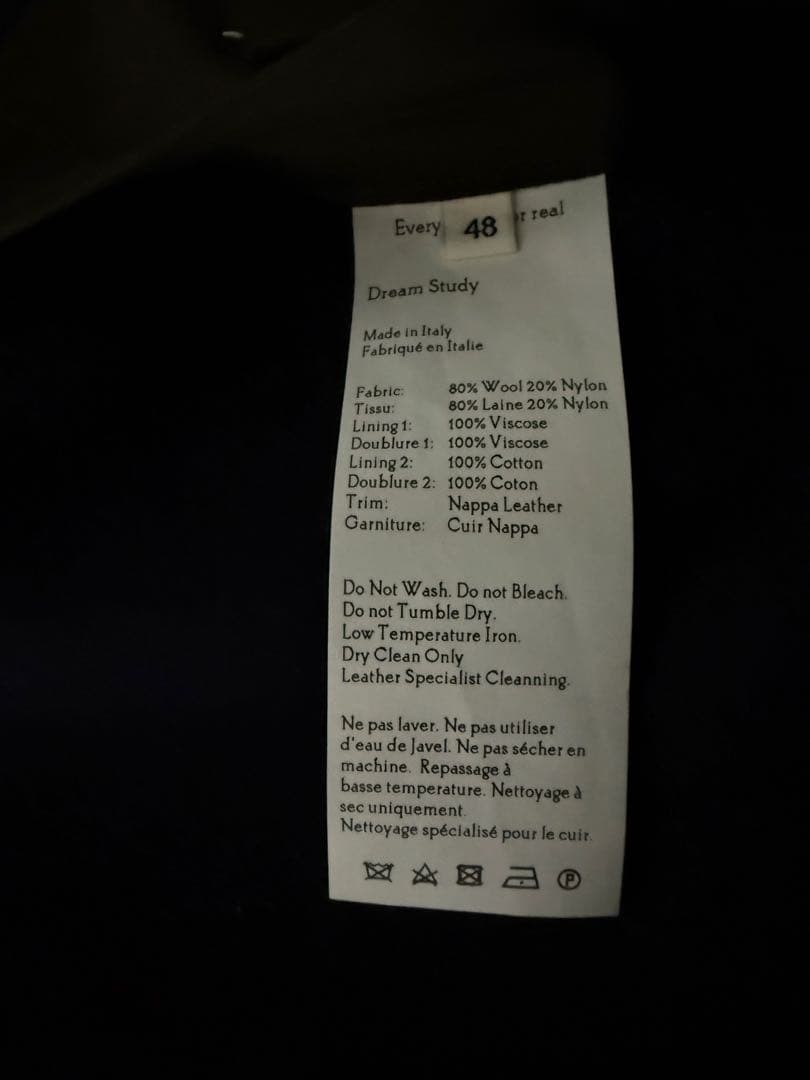 Every
48
r real
Dream Study
Made in Italy
Fabriqué en Italie
Fabric: 80% Wool 20% Nylon
Tissu: 80% Laine 20% Nylon
Lining 1: 100% Viscose
Doublure 1: 100% Viscose
Lining 2: 100% Cotton
Doublure 2: 100% Coton
Trim: Nappa Leather
Garniture: Cuir Nappa
Do Not Wash. Do not Bleach.
Do not Tumble Dry.
Low Temperature Iron.
Dry Clean Only
Leather Specialist Cleanning.
Ne pas laver. Ne pas utiliser
d'eau de Javel. Ne pas sécher en
machine. Repassage à
basse temperature. Nettoyage à
sec uniquement.
Nettoyage spécialisé pour le cuir.
P